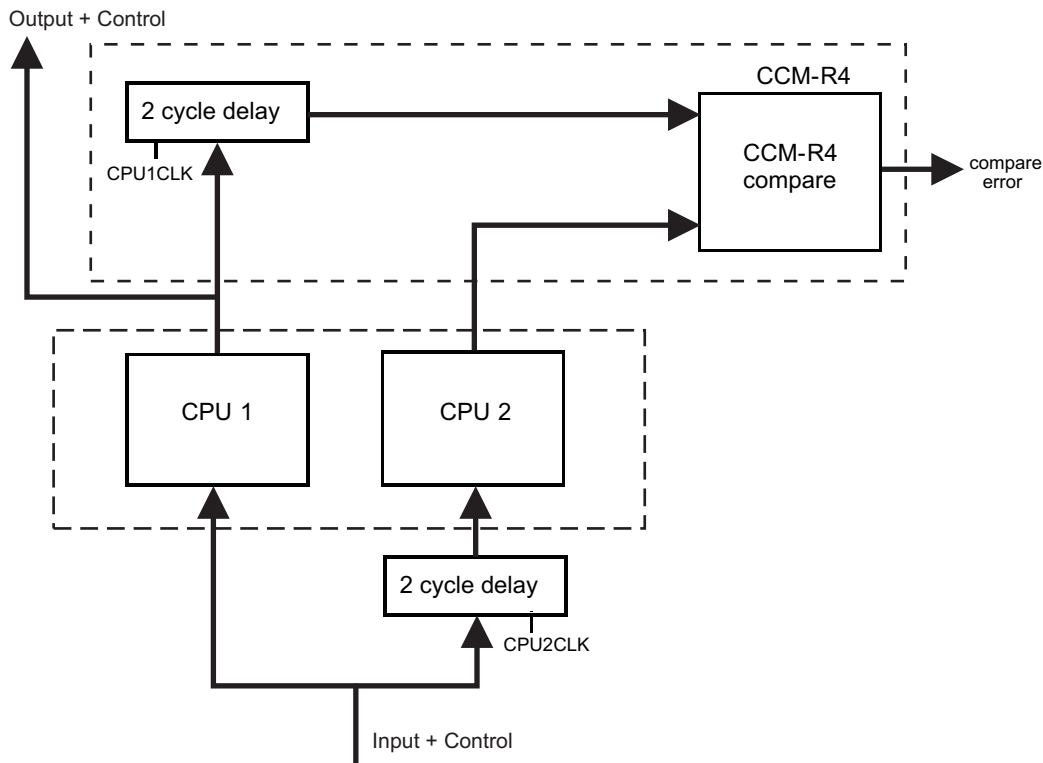 Output + Control
CCM-R4
2 cycle delay
CPU1CLK
CCM-R4
compare
compare
error
CPU 1
CPU 2
2 cycle delay
CPU2CLK
Input + Control